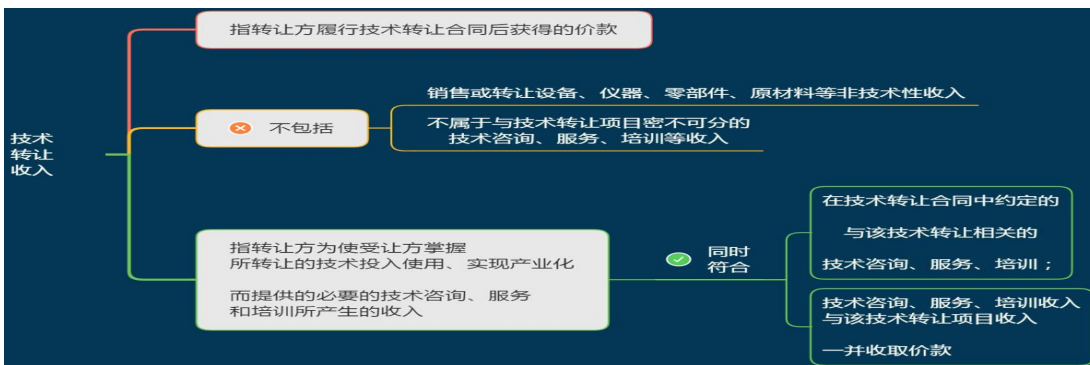 技术
转让
收入
指转让方履行技术转让合同后获得的价款
不包括
销售或转让设备、仪器、零部件、原材料等非技术性收入
不属于与技术转让项目密不可分的
技术咨询、服务、培训等收入
指转让方为使受让方掌握
所转让的技术投入使用、实现产业化
而提供的必要的技术咨询、服务
和培训所产生的收入
同时
符合
在技术转让合同中约定的
与该技术转让相关的
技术咨询、服务、培训；
技术咨询、服务、培训收入
与该技术转让项目收入
一并收取价款